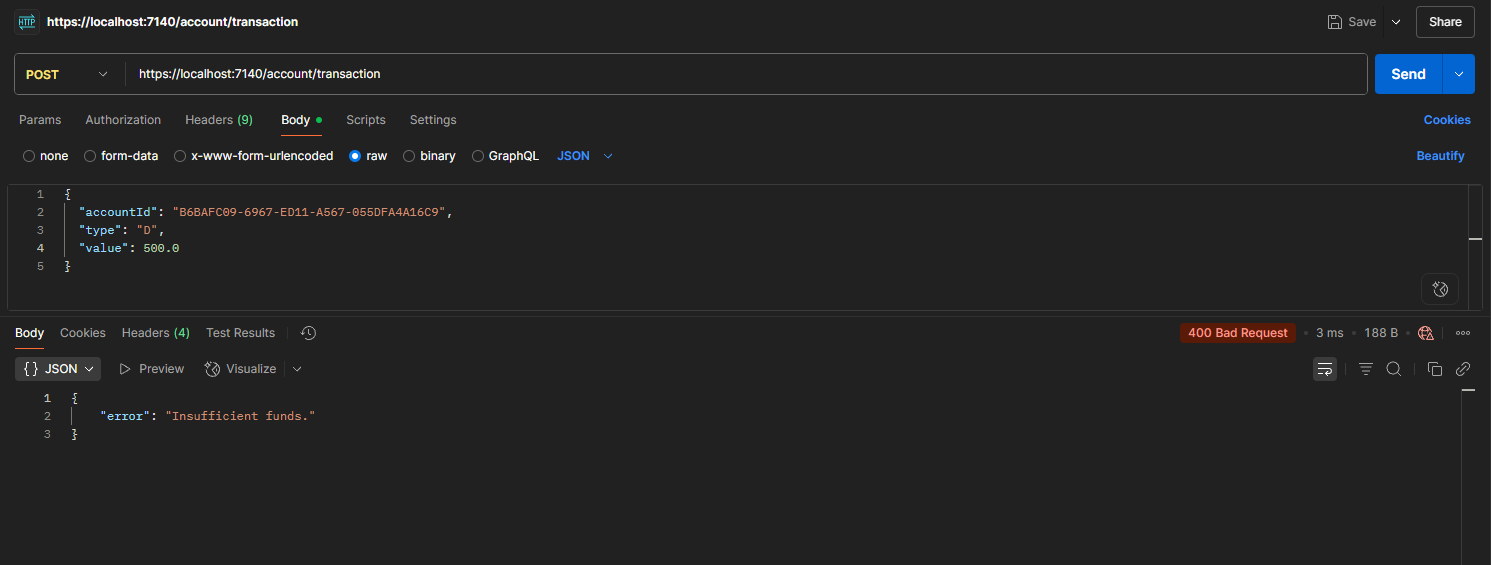 HTTP https://localhost:7140/account/transaction Save Share
POST https://localhost:7140/account/transaction Send
Params Authorization Headers (9) Body Scripts Settings Cookies
none form-data x-www-form-urlencoded raw binary GraphQL JSON Beautify
1 {
2 "accountId": "B6BAFC09-6967-ED11-A567-055DFA4A16C9",
3 "type": "D",
4 "value": 500.0
5 }
Body Cookies Headers (4) Test Results 400 Bad Request • 3 ms • 188 B •
{} JSON Preview Visualize
1 {
2 "error": "Insufficient funds."
3 }